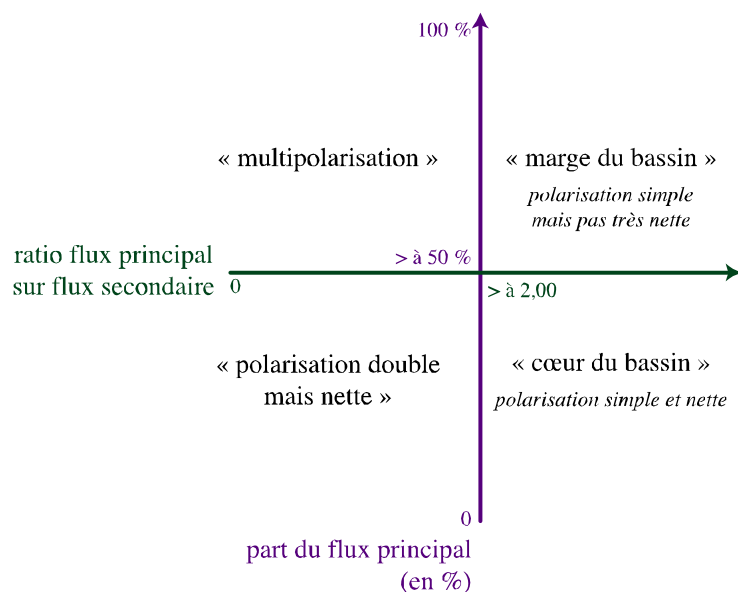 100 %
« multipolarisation »
« marge du bassin »
polarisation simple
mais pas très nette
ratio flux principal
sur flux secondaire
> à 50 %
0
> à 2,00
« polarisation double
mais nette »
« cœur du bassin »
polarisation simple et nette
0
part du flux principal
(en %)